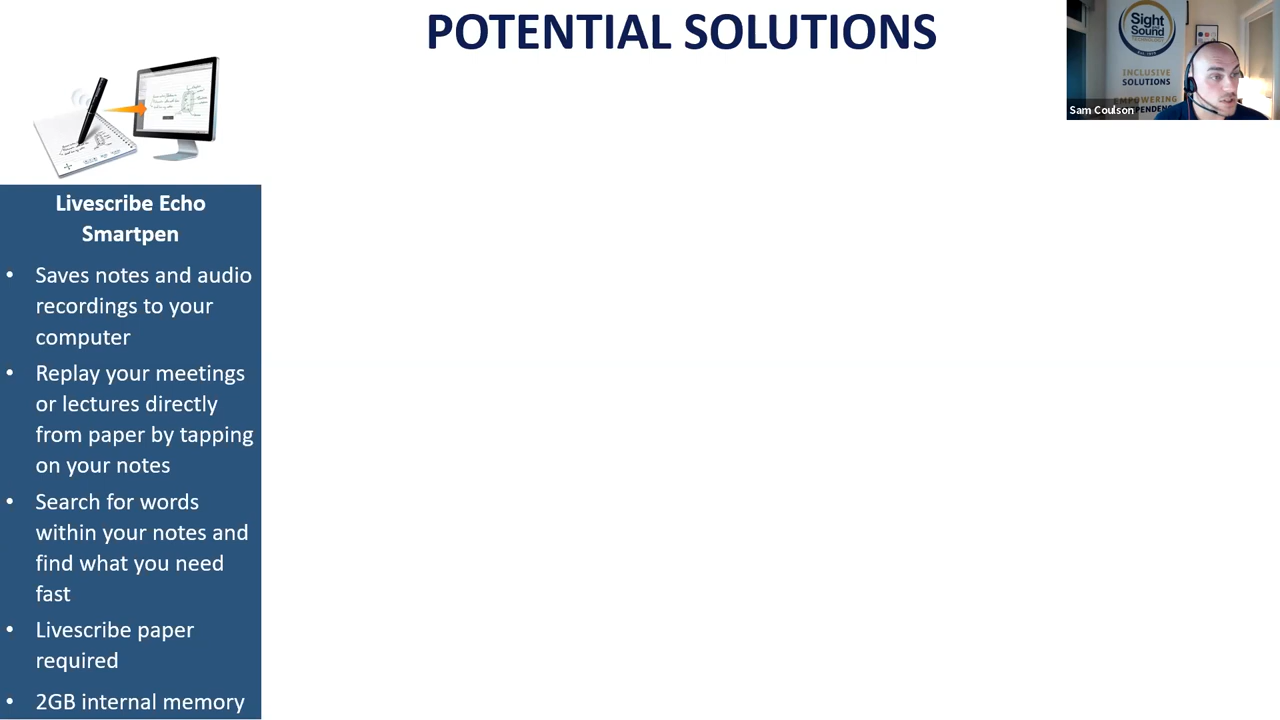 POTENTIAL SOLUTIONS
Sight
Sound
INCLUSIVE
SOLUTIONS
EMPOWERING
Sam Coulson
Livescribe Echo
Smartpen
• Saves notes and audio
recordings to your
computer
• Replay your meetings
or lectures directly
from paper by tapping
on your notes
• Search for words
within your notes and
find what you need
fast
• Livescribe paper
required
• 2GB internal memory